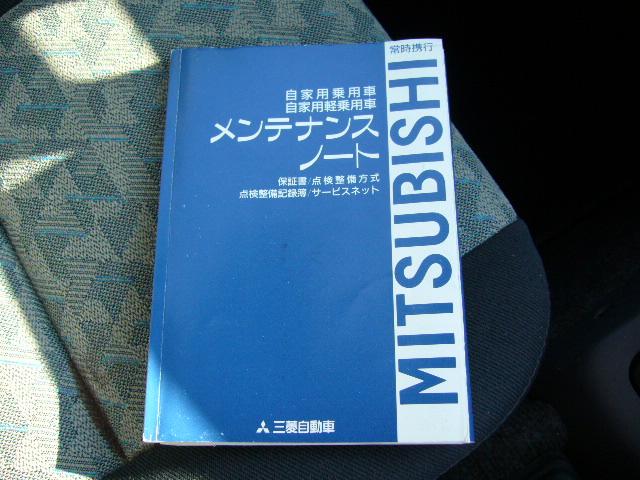 常時携行
自家用乗用車
自家用軽乗用車
メンテナンス
ノート
保証書/点検整備方式
点検整備記録簿/サービスネット
MITSUBISHI
三菱自動車